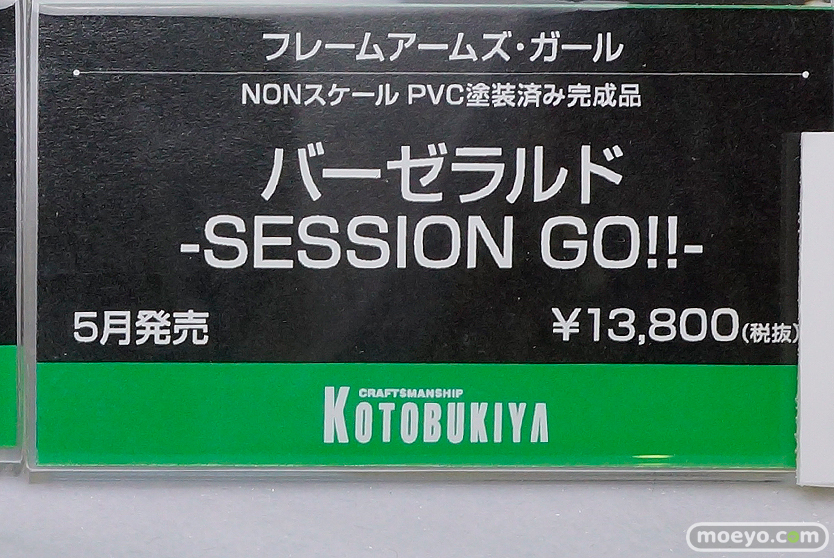 フレームアームズ・ガール
NONスケール PVC塗装済み完成品
バーゼラルド
-SESSION GO!!-
5月発売 ¥13,800(税抜)
CRAFTSMANSHIP
KOTOBUKIYA
moeyo.com